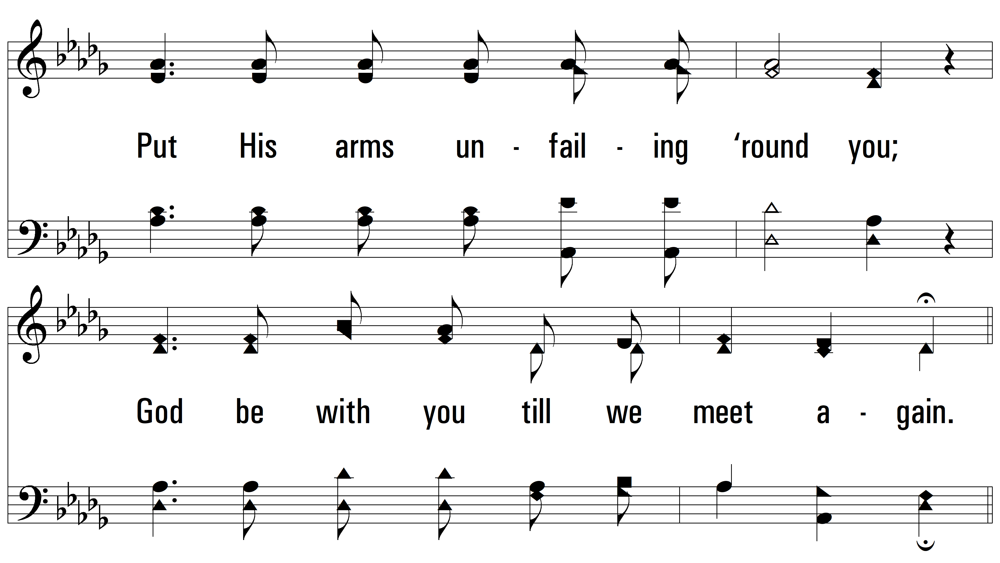 Put His arms un - fail - ing ‘round you;
God be with you till we meet a - gain.